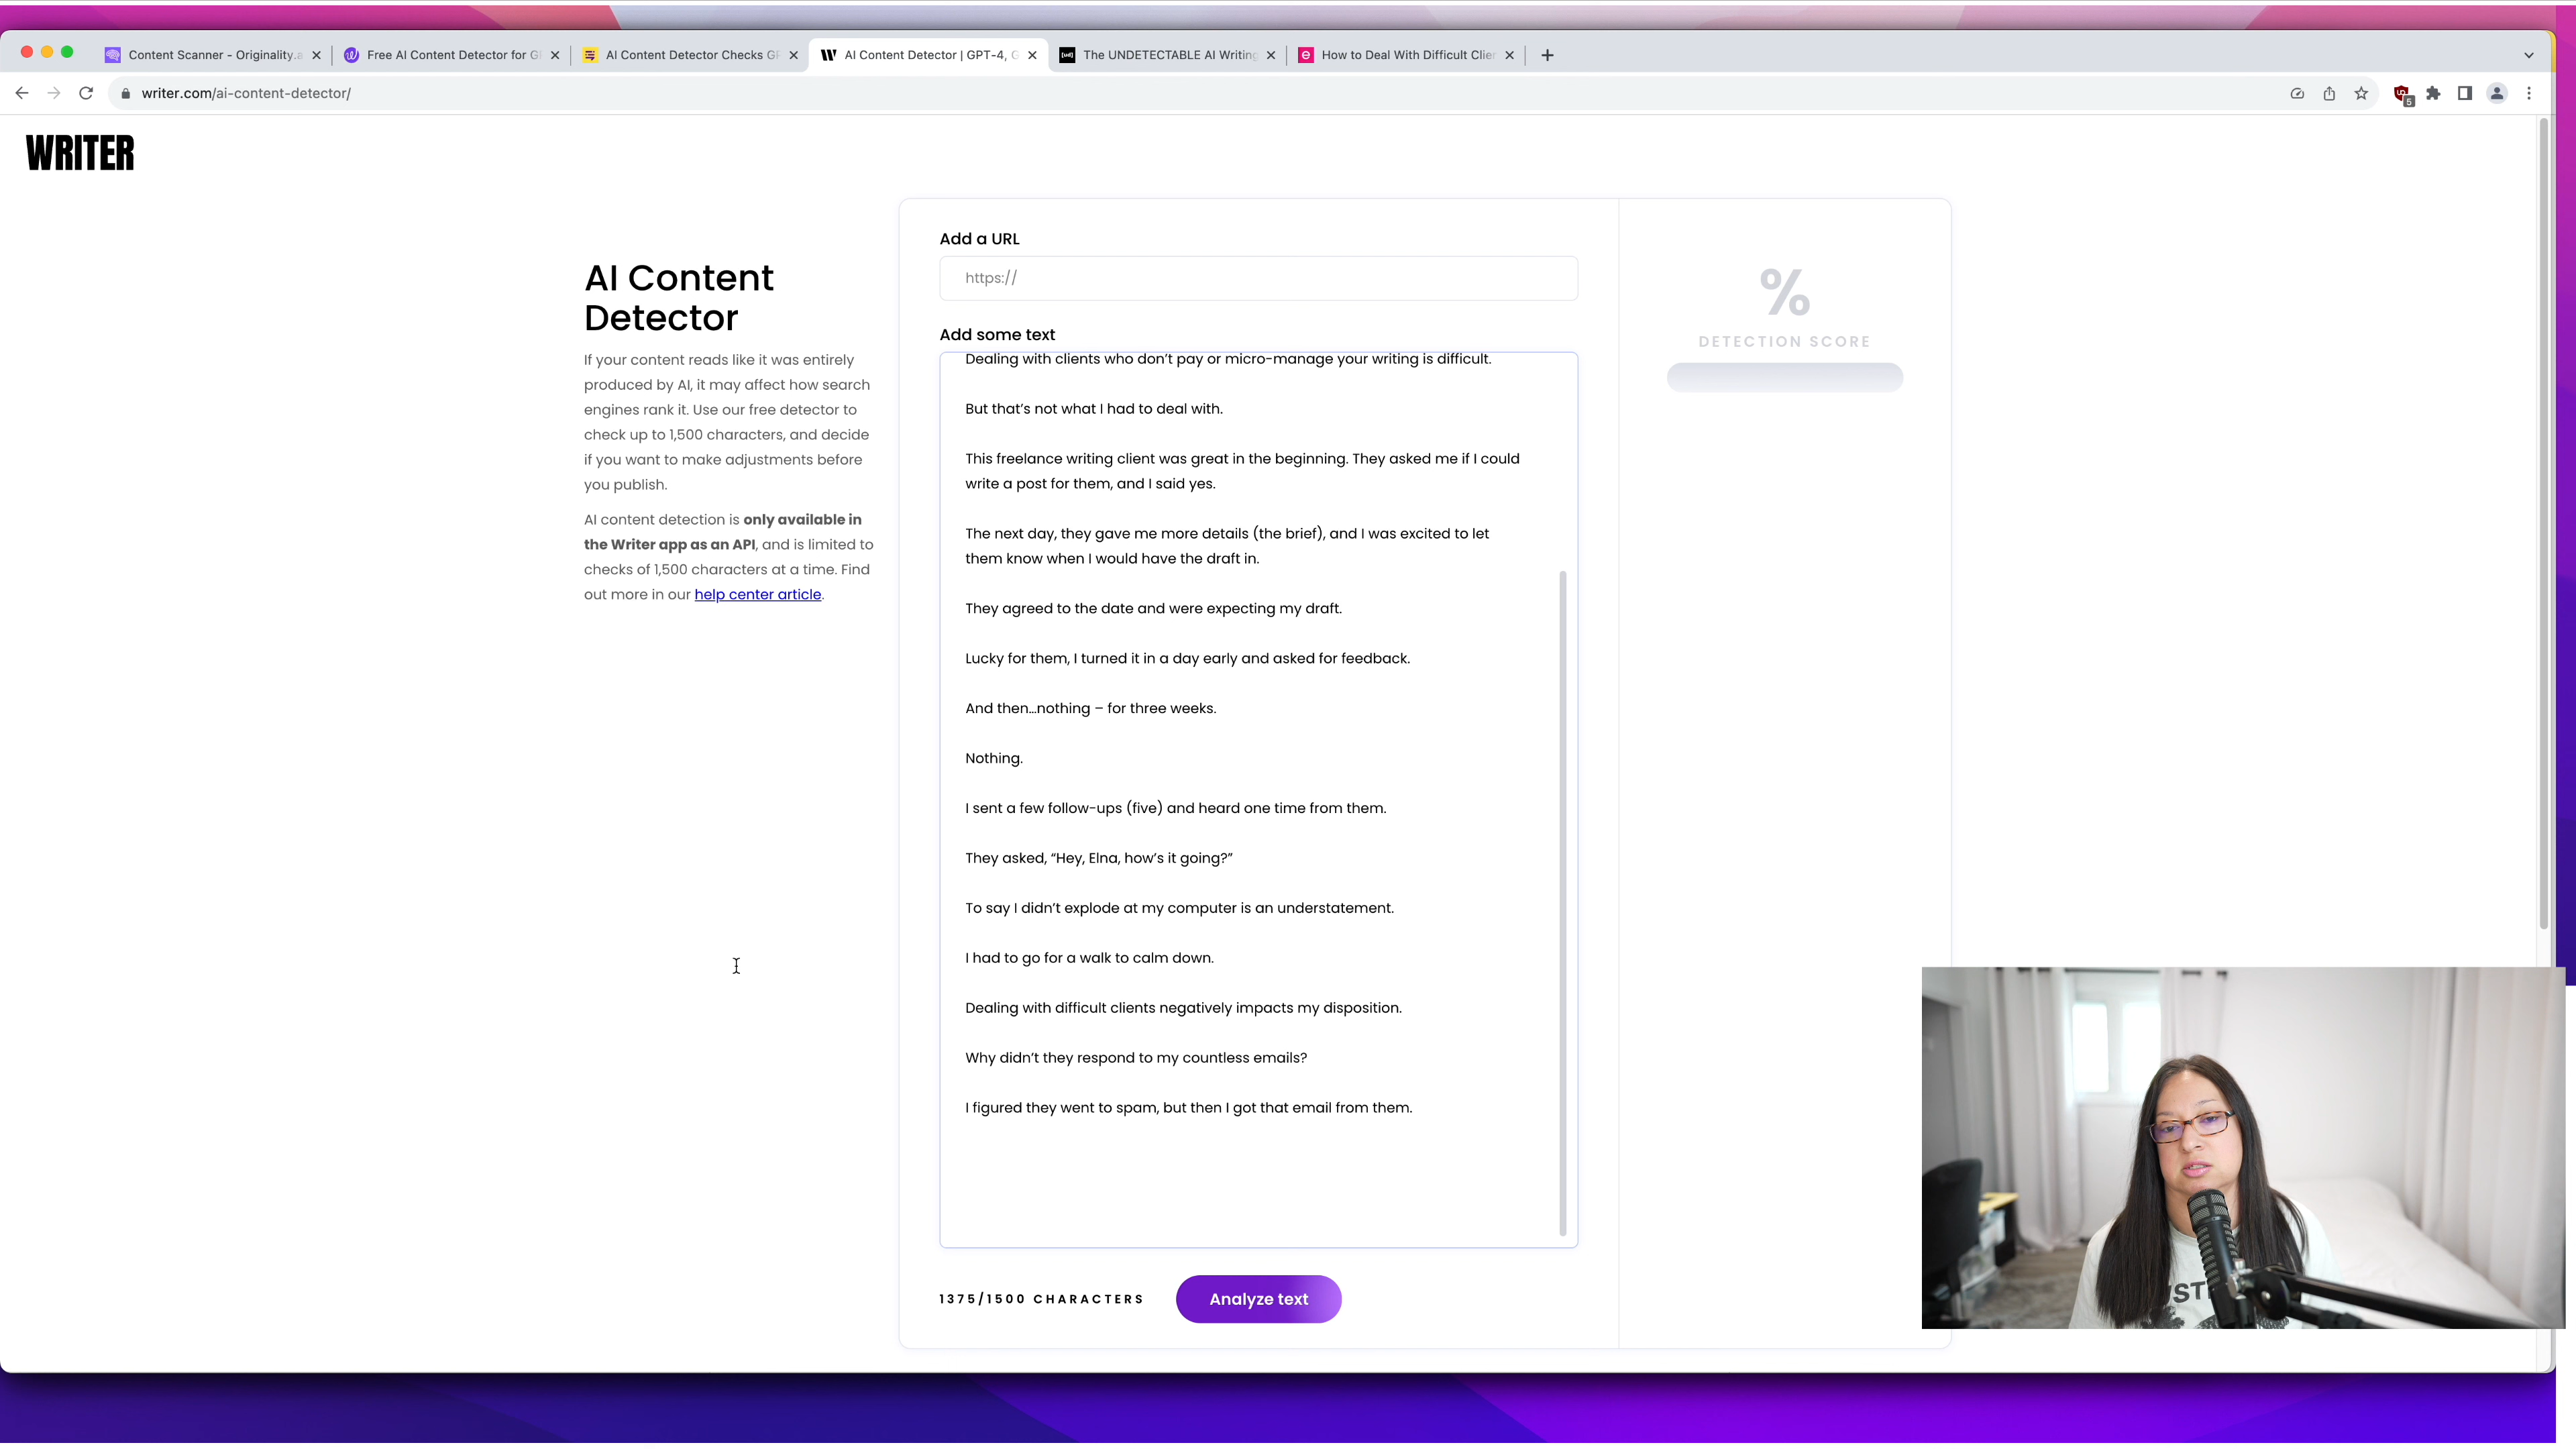 Content Scanner - Originality.a
Free AI Content Detector for G
AI Content Detector Checks GP
AI Content Detector | GPT-4, G
The UNDETECTABLE AI Writing
How to Deal With Difficult Clien
writer.com/ai-content-detector/
5
WRITER
AI Content
Detector
If your content reads like it was entirely
produced by AI, it may affect how search
engines rank it. Use our free detector to
check up to 1,500 characters, and decide
if you want to make adjustments before
you publish.
AI content detection is only available in
the Writer app as an API, and is limited to
checks of 1,500 characters at a time. Find
out more in our help center article.
Add a URL
https://
Add some text
Dealing with clients who don’t pay or micro-manage your writing is difficult.
But that’s not what I had to deal with.
This freelance writing client was great in the beginning. They asked me if I could
write a post for them, and I said yes.
The next day, they gave me more details (the brief), and I was excited to let
them know when I would have the draft in.
They agreed to the date and were expecting my draft.
Lucky for them, I turned it in a day early and asked for feedback.
And then…nothing – for three weeks.
Nothing.
I sent a few follow-ups (five) and heard one time from them.
They asked, “Hey, Elna, how’s it going?”
To say I didn’t explode at my computer is an understatement.
I had to go for a walk to calm down.
Dealing with difficult clients negatively impacts my disposition.
Why didn’t they respond to my countless emails?
I figured they went to spam, but then I got that email from them.
1375/1500 CHARACTERS
Analyze text
%
DETECTION SCORE